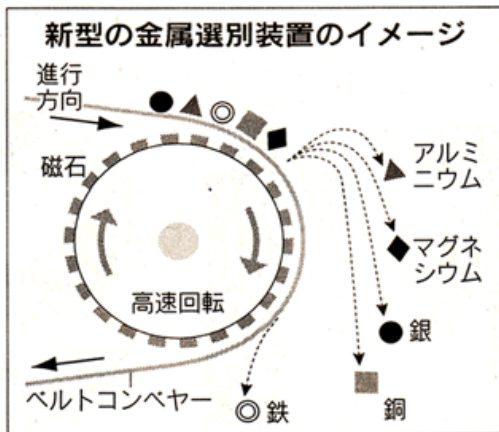 新型の金属選別装置のイメージ
進行
方向
磁石
アルミ
ニウム
マグネ
シウム
高速回転
銀
ベルトコンベヤー
鉄
銅